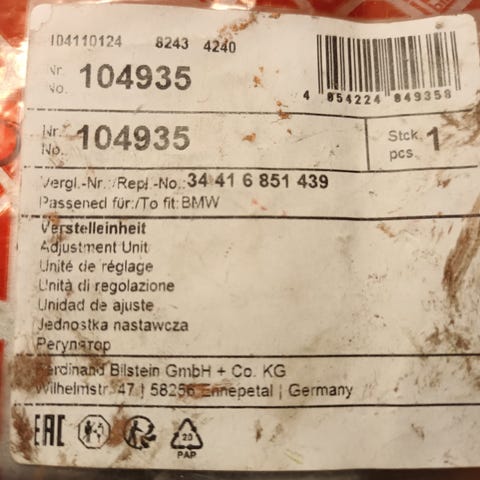 104110124 8243 4240
Nr.
No. 104935
4 054224 849358
Nr.
No. 104935
Stck.
pcs. 1
Vergl.-Nr.:/Repl.-No.: 34 41 6 851 439
Passened für:/To fit: BMW
Verstelleinheit
Adjustment Unit
Unité de réglage
Unità di regolazione
Unidad de ajuste
Jednostka nastawcza
Регулятор
Ferdinand Bilstein GmbH + Co. KG
Wilhelmstr. 47 | 58256 Ennepetal | Germany
EAC
20
PAP